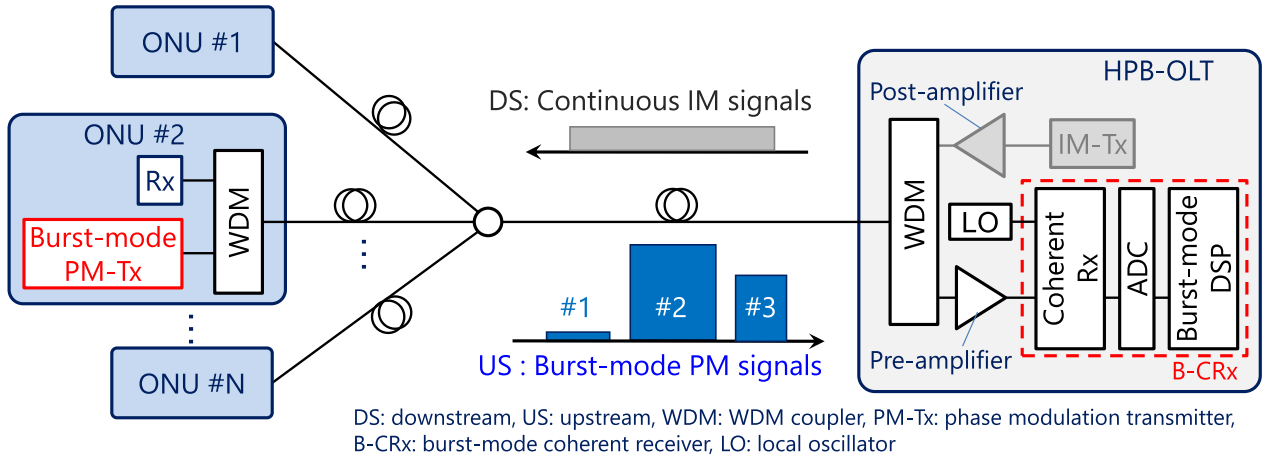 ONU #1
ONU #2
Rx
Burst-mode
PM-Tx
WDM
ONU #N
DS: Continuous IM signals
#1
#2
#3
US : Burst-mode PM signals
HPB-OLT
Post-amplifier
IM-Tx
WDM
LO
Pre-amplifier
Coherent
Rx
ADC
Burst-mode
DSP
B-CRx
DS: downstream, US: upstream, WDM: WDM coupler, PM-Tx: phase modulation transmitter,
B-CRx: burst-mode coherent receiver, LO: local oscillator